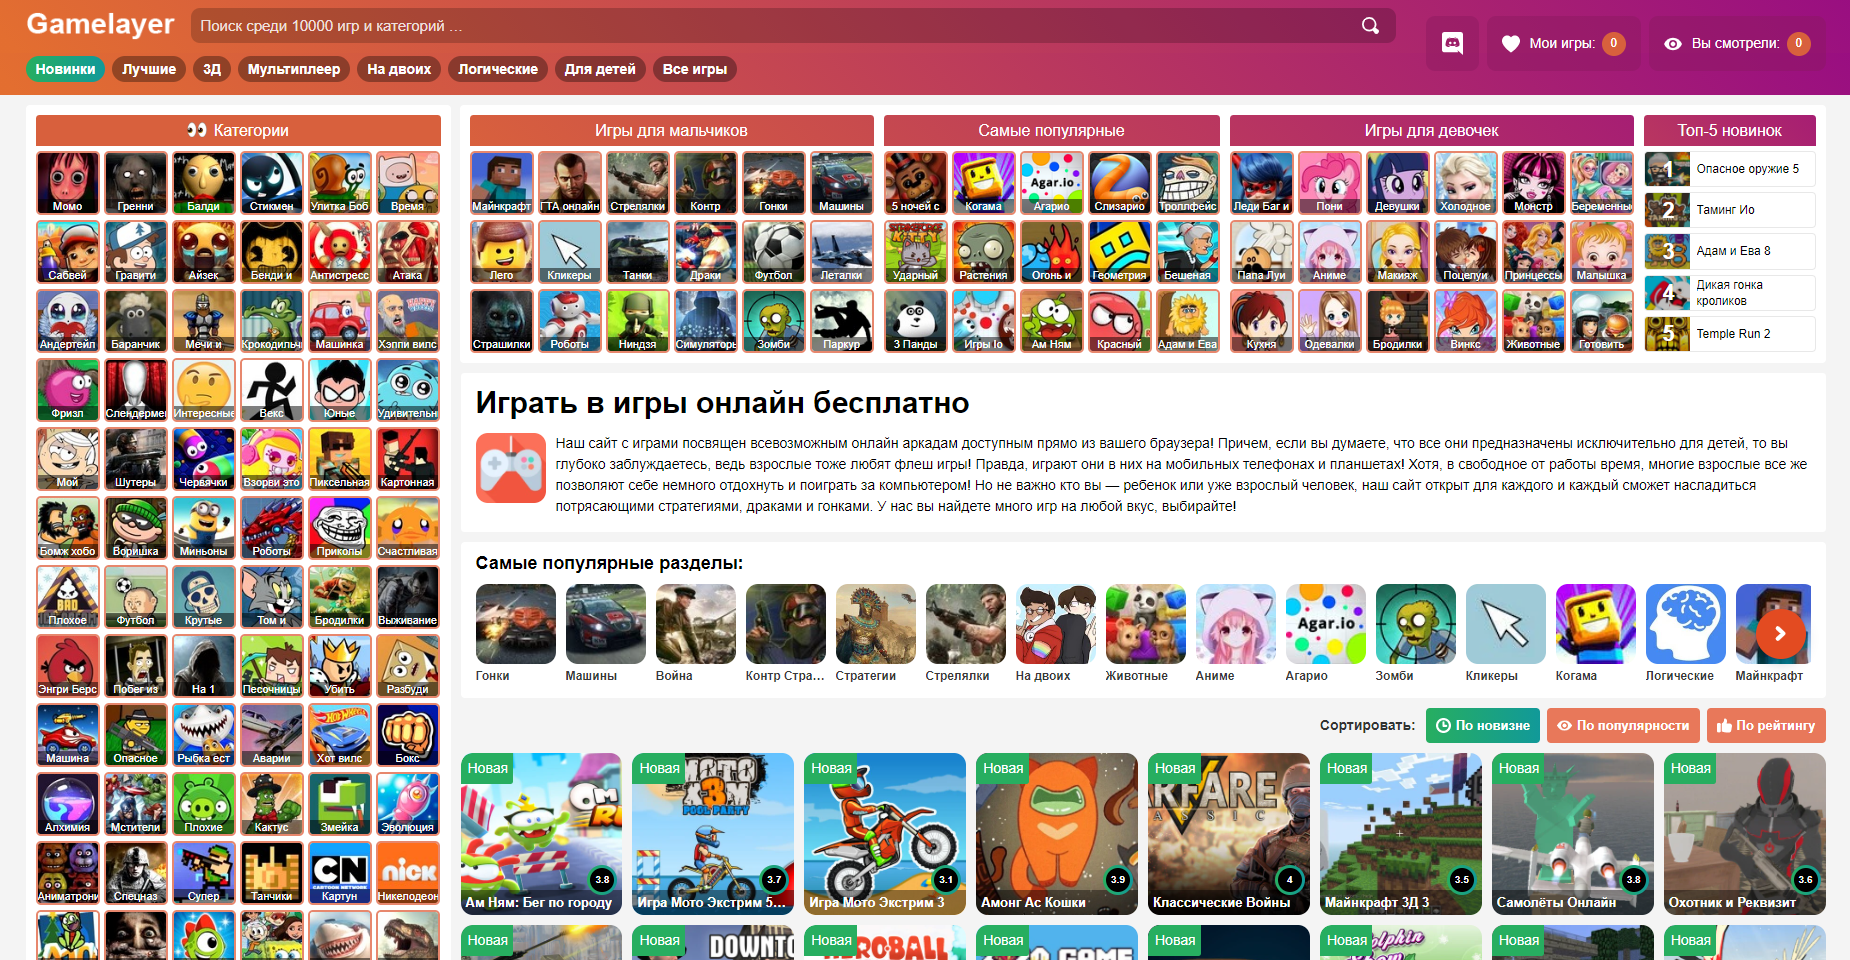 Gamelayer
Поиск среди 10000 игр и категорий ...
Мои игры: 0
Вы смотрели: 0
Новинки
Лучшие
3Д
Мультиплеер
На двоих
Логические
Для детей
Все игры
Категории
Момо Гренни Балди Стикмен Улитка Боб Время
Сабвей Гравити Айзек Бенди и Антистресс Атака
Андертейл Баранчик Мечи и Крокодильч Машинка Хэппи вилс
Фризл Слендермен Интересные Векс Юные Удивительн
Мой Шутеры Червячки Взорви это Пиксельная Картонная
Бомж хобо Воришка Миньоны Роботы Приколы Счастливая
Плохое Футбол Крутые Том и Бродилки Выживание
Энгри Берс Побег из На 1 Песочницы Убить Разбуди
Машина Опасное Рыбка ест Аварии Хот вилс Бокс
Алхимия Мстители Плохие Кактус Змейка Эволюция
Аниматрони Спецназ Супер Танчики Картун Никелодеон
Игры для мальчиков
Майнкрафт ГТА онлайн Стрелялки Контр Гонки Машины
Лего Кликеры Танки Драки Футбол Леталки
Страшилки Роботы Ниндзя Симуляторы Зомби Паркур
Самые популярные
5 ночей с Когама Агарио Слизарио Троллфейс
Ударный Растения Огонь и Геометрия Бешеная
3 Панды Игры Io Ам Ням Красный Адам и Ева
Игры для девочек
Леди Баг и Пони Девушки Холодное Монстр Беременны
Папа Луи Аниме Макияж Поцелуи Принцессы Малышка
Кухня Одевалки Бродилки Винкс Животные Готовить
Топ-5 новинок
1 Опасное оружие 5
2 Таминг Ио
3 Адам и Ева 8
4 Дикая гонка
кроликов
5 Temple Run 2
Играть в игры онлайн бесплатно
Наш сайт с играми посвящен всевозможным онлайн аркадам доступным прямо из вашего браузера! Причем, если вы думаете, что все они предназначены исключительно для детей, то вы
глубоко заблуждаетесь, ведь взрослые тоже любят флеш игры! Правда, играют они в них на мобильных телефонах и планшетах! Хотя, в свободное от работы время, многие взрослые все же
позволяют себе немного отдохнуть и поиграть за компьютером! Но не важно кто вы — ребенок или уже взрослый человек, наш сайт открыт для каждого и каждый сможет насладиться
потрясающими стратегиями, драками и гонками. У нас вы найдете много игр на любой вкус, выбирайте!
Самые популярные разделы:
Agar.io
Гонки Машины Война Контр Стра... Стратегии Стрелялки На двоих Животные Аниме Агарио Зомби Кликеры Когама Логические Майнкрафт
Сортировать: По новизне По популярности По рейтингу
Новая Новая Новая Новая Новая Новая Новая Новая
3.8 3.7 3.1 3.9 4 3.5 3.8 3.6
Ам Ням: Бег по городу
Игра Мото Экстрим 5...
Игра Мото Экстрим 3
Амонг Ас Кошки
Классические Войны
Майнкрафт 3Д 3
Самолёты Онлайн
Охотник и Реквизит
Новая Новая Новая Новая Новая Новая Новая Новая